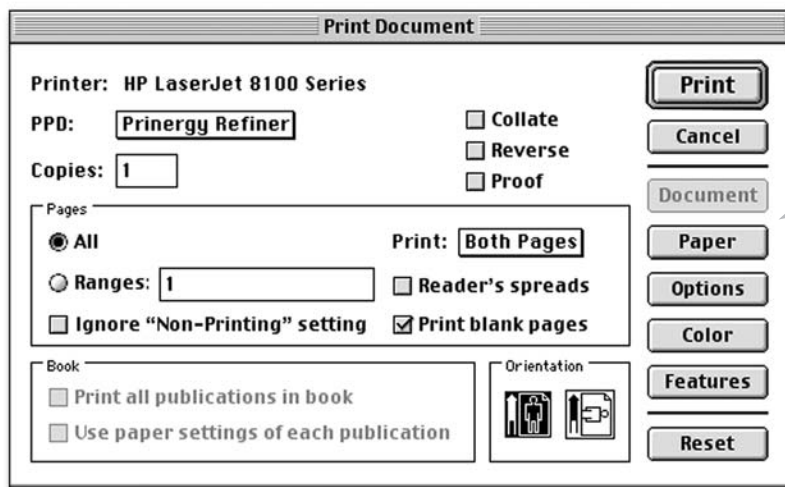 Print Document
Printer: HP LaserJet 8100 Series
Print
PPD: Prinergy Refiner
Collate
Cancel
Reverse
Copies: 1
Proof
Document
Pages
All
Print: Both Pages
Paper
Ranges: 1
Reader's spreads
Options
Ignore “Non-Printing” setting
Print blank pages
Color
Book
Orientation
Print all publications in book
Features
Use paper settings of each publication
Reset